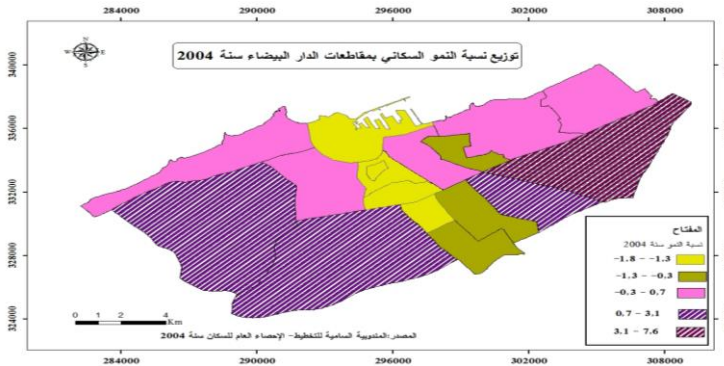 284000 290000 296000 302000 308000
توزيع نسبة النمو السكاني بمقاطعات الدار البيضاء سنة 2004
N
W E
S
340000
336000
332000
328000
324000
المفتاح
نسبة النمو سنة 2004
-1.8 – -1.3
-1.3 – -0.3
-0.3 – 0.7
0.7 – 3.1
3.1 – 7.6
0 1 2 4
Km
المصدر:المندوبية السامية للتخطيط- الإحصاء العام للسكان سنة 2004
284000 290000 296000 302000 308000